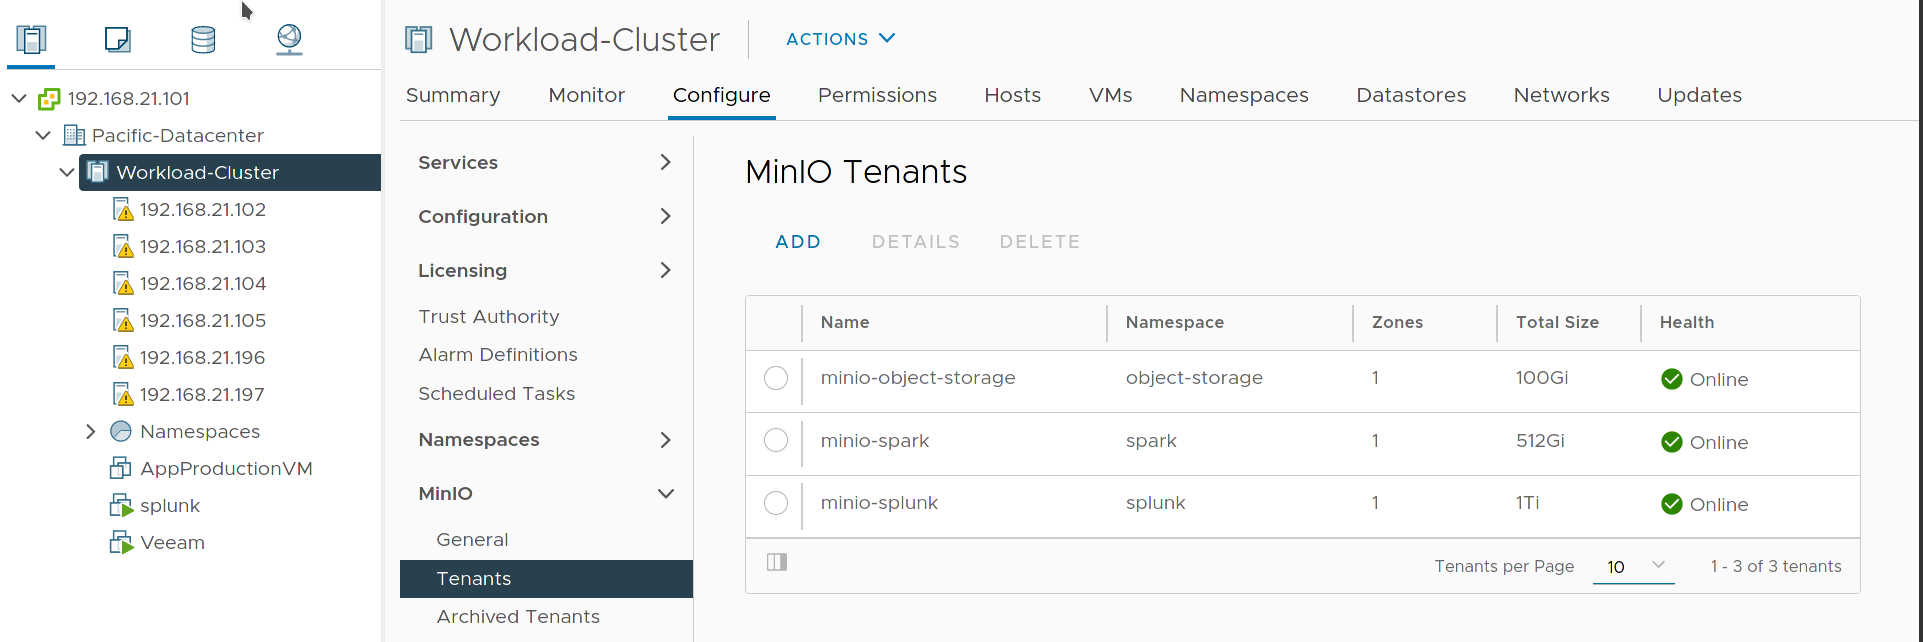 192.168.21.101
Pacific-Datacenter
Workload-Cluster
192.168.21.102
192.168.21.103
192.168.21.104
192.168.21.105
192.168.21.196
192.168.21.197
Namespaces
AppProductionVM
splunk
Veeam
Workload-Cluster ACTIONS
Summary Monitor Configure Permissions Hosts VMs Namespaces Datastores Networks Updates
Services
Configuration
Licensing
Trust Authority
Alarm Definitions
Scheduled Tasks
Namespaces
MinIO
General
Tenants
Archived Tenants
MinIO Tenants
ADD DETAILS DELETE
Name Namespace Zones Total Size Health
minio-object-storage object-storage 1 100Gi Online
minio-spark spark 1 512Gi Online
minio-splunk splunk 1 1Ti Online
Tenants per Page 10 1 - 3 of 3 tenants